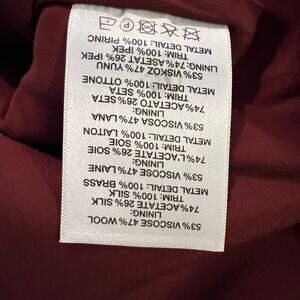 53% VISCOSE 47% WOOL
LINING:
74% ACETATE 26% SILK
TRIM: 100% SILK
METAL DETAIL: 100% BRASS
53% VISCOSE 47% LAINE
LINING:
74% L'ACETATE 26% SOIE
TRIM: 100% SOIE
METAL DETAIL: 100% LAITON
53% VISCOSA 47% LANA
LINING:
74% ACETATO 26% SETA
TRIM: 100% SETA
METAL DETAIL: 100% OTTONE
53% VISKOZ 47% YUNU
LINING: 74% ASETAT 26% IPEK
TRIM: 100% IPEK
METAL DETAIL: 100% PIRINC